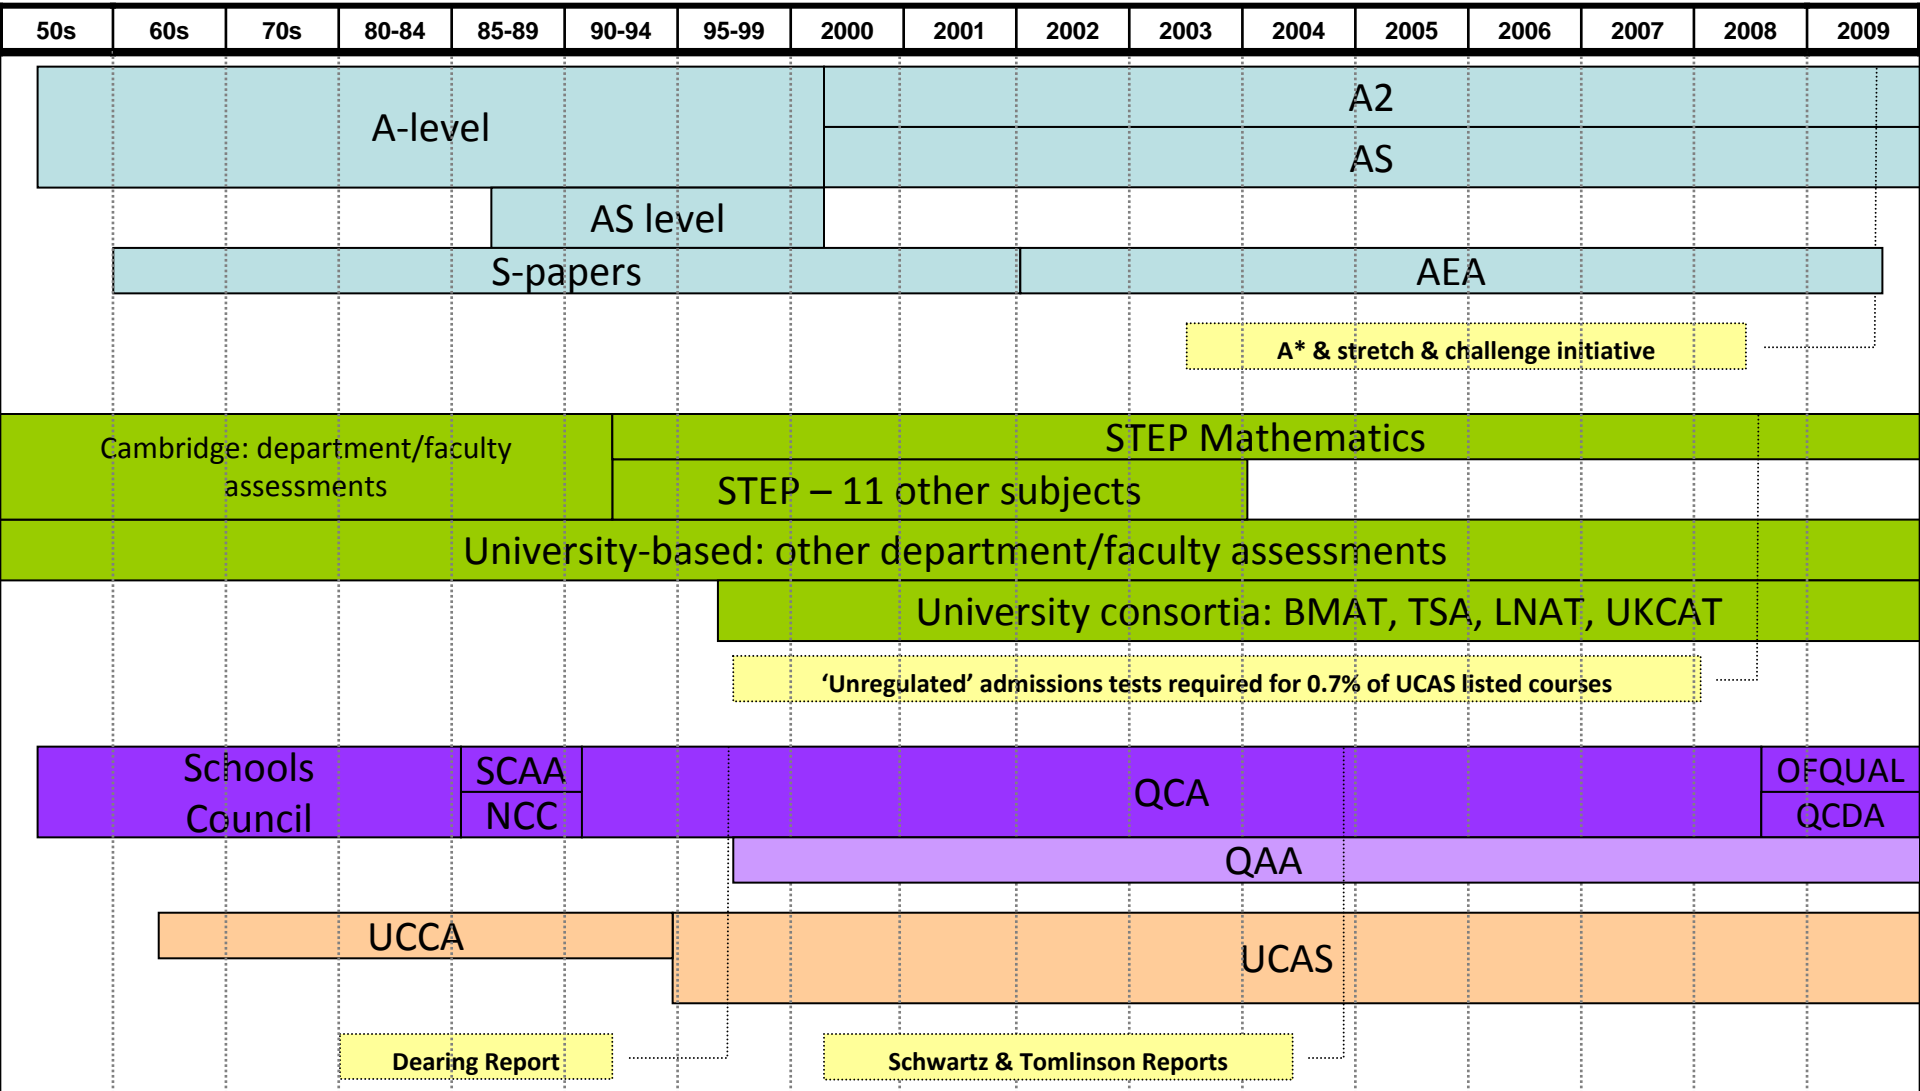 50s 60s 70s 80-84 85-89 90-94 95-99 2000 2001 2002 2003 2004 2005 2006 2007 2008 2009
A2
A-level
AS
AS level
S-papers AEA
A* & stretch & challenge initiative
STEP Mathematics
Cambridge: department/faculty
assessments
STEP – 11 other subjects
University-based: other department/faculty assessments
University consortia: BMAT, TSA, LNAT, UKCAT
‘Unregulated’ admissions tests required for 0.7% of UCAS listed courses
Schools
Council
SCAA
NCC
QCA
OFQUAL
QCDA
QAA
UCCA
UCAS
Dearing Report
Schwartz & Tomlinson Reports